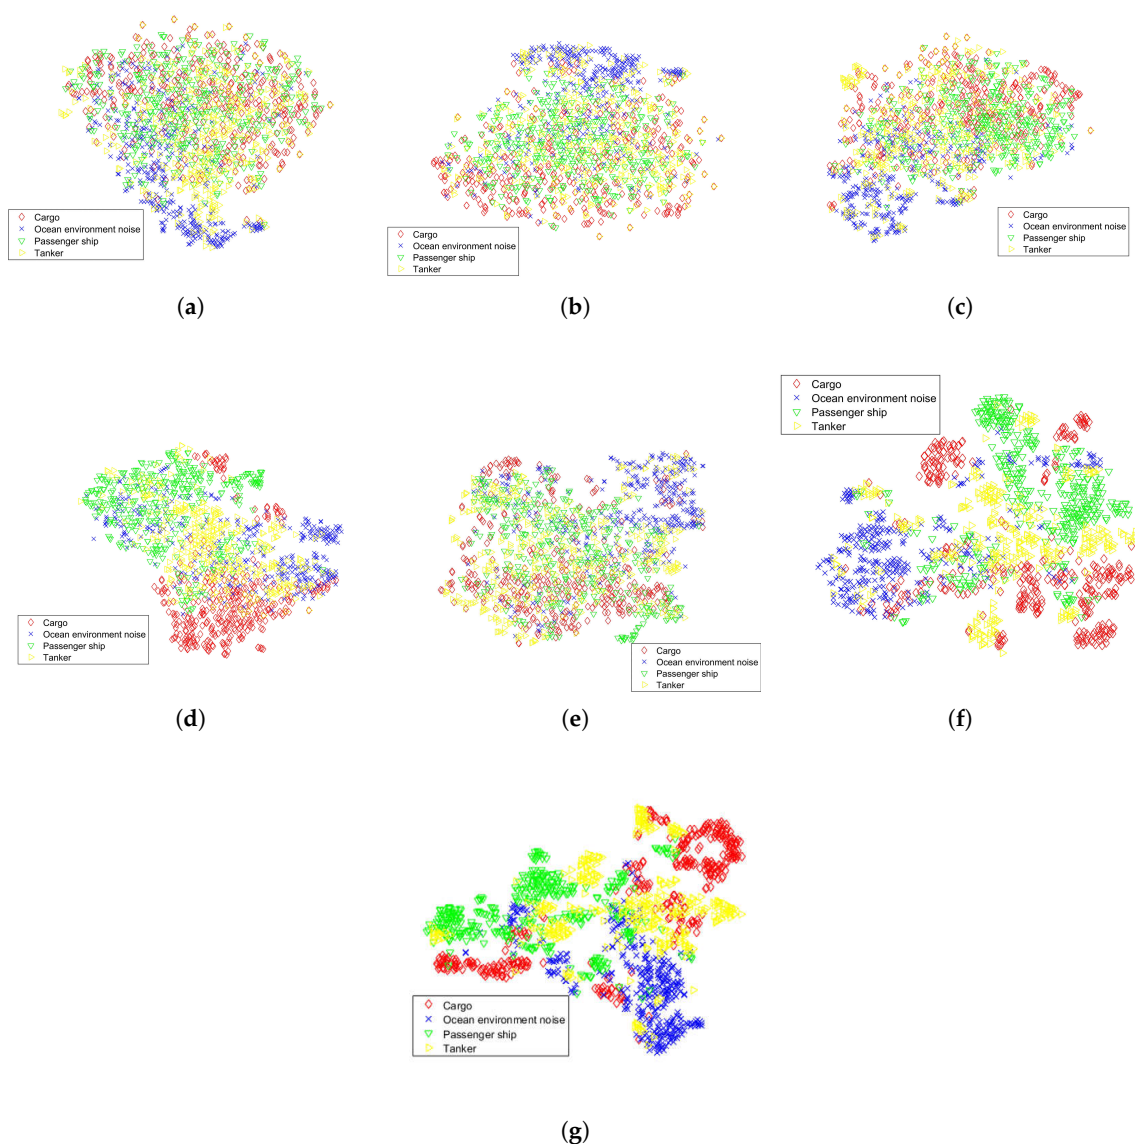 Cargo
Ocean environment noise
Passenger ship
Tanker
(a)
Cargo
Ocean environment noise
Passenger ship
Tanker
(b)
Cargo
Ocean environment noise
Passenger ship
Tanker
(c)
Cargo
Ocean environment noise
Passenger ship
Tanker
(d)
Cargo
Ocean environment noise
Passenger ship
Tanker
(e)
Cargo
Ocean environment noise
Passenger ship
Tanker
(f)
Cargo
Ocean environment noise
Passenger ship
Tanker
(g)